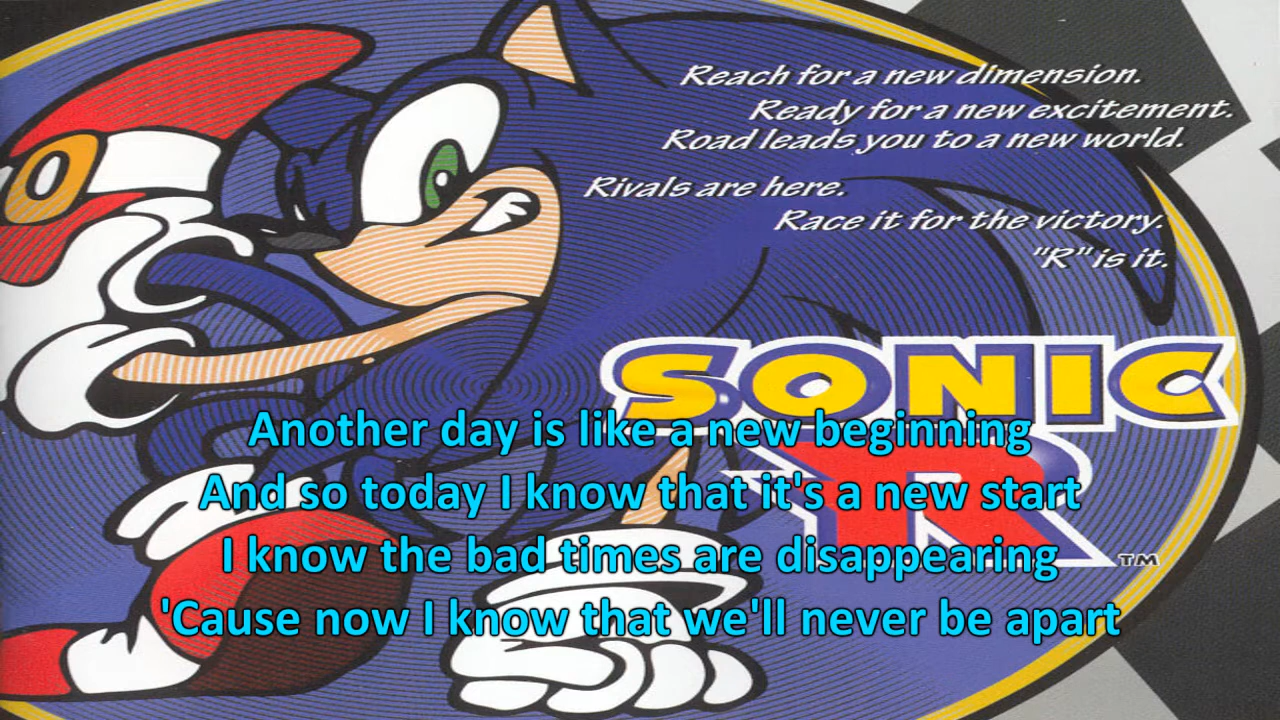 Reach for a new dimension.
Ready for a new excitement.
Road leads you to a new world.
Rivals are here.
Race it for the victory.
"R" is it.
SONIC
R
TM
Another day is like a new beginning
And so today I know that it's a new start
I know the bad times are disappearing
'Cause now I know that we'll never be apart